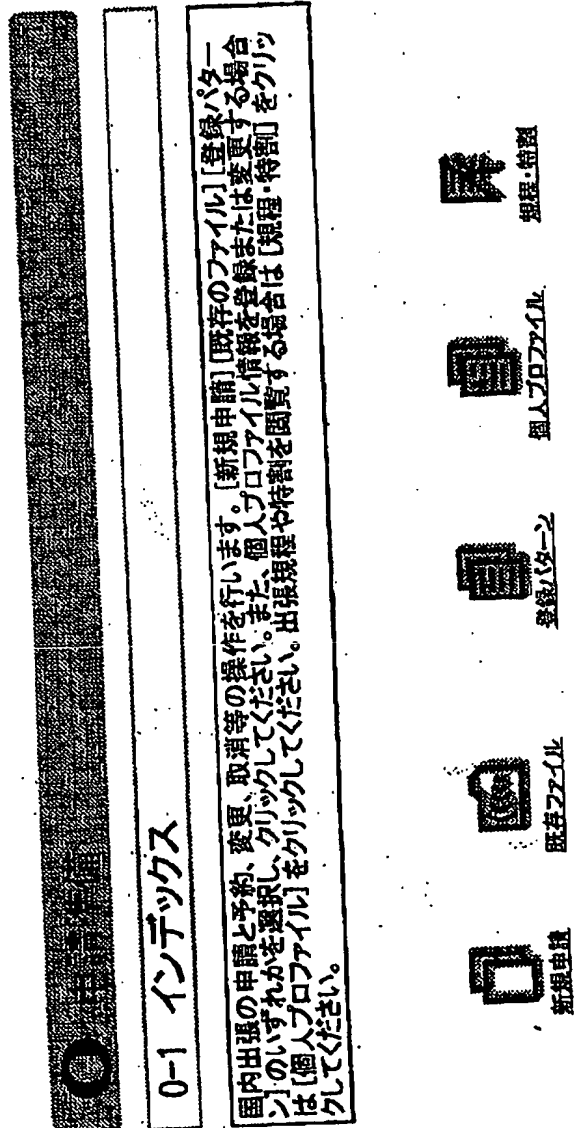 0 申請準備
0-1 インデックス
国内出張の申請と予約、変更、取消等の操作を行います。[新規申請][既存のファイル][登録パター
ン]のいずれかを選択し、クリックしてください。また、個人プロファイル情報を登録または変更する場合
は[個人プロファイル]をクリックしてください。出張規程や特割を閲覧する場合は[規程・特割]をクリッ
クしてください。
新規申請
既存ファイル
登録パターン
個人プロファイル
規程・特割